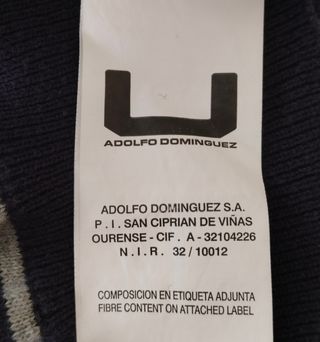 ADOLFO DOMINGUEZ
ADOLFO DOMINGUEZ S.A.
P . I . SAN CIPRIAN DE VIÑAS
OURENSE - CIF . A - 32104226
N . I . R . 32 / 10012
COMPOSICION EN ETIQUETA ADJUNTA
FIBRE CONTENT ON ATTACHED LABEL